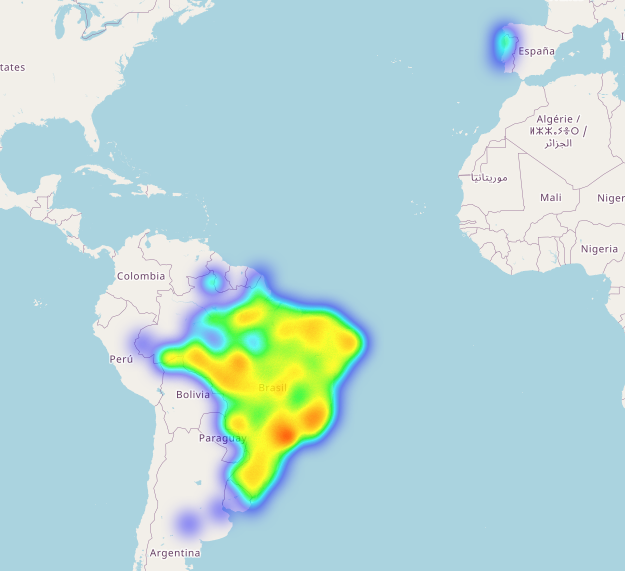 tates
España
Algérie /
ⵍⵣⵣⴰⵢⴻⵔ /
الجزائر
موريتانيا
Mali
Niger
Nigeria
Colombia
Perú
Brasil
Bolivia
Paraguay
Argentina